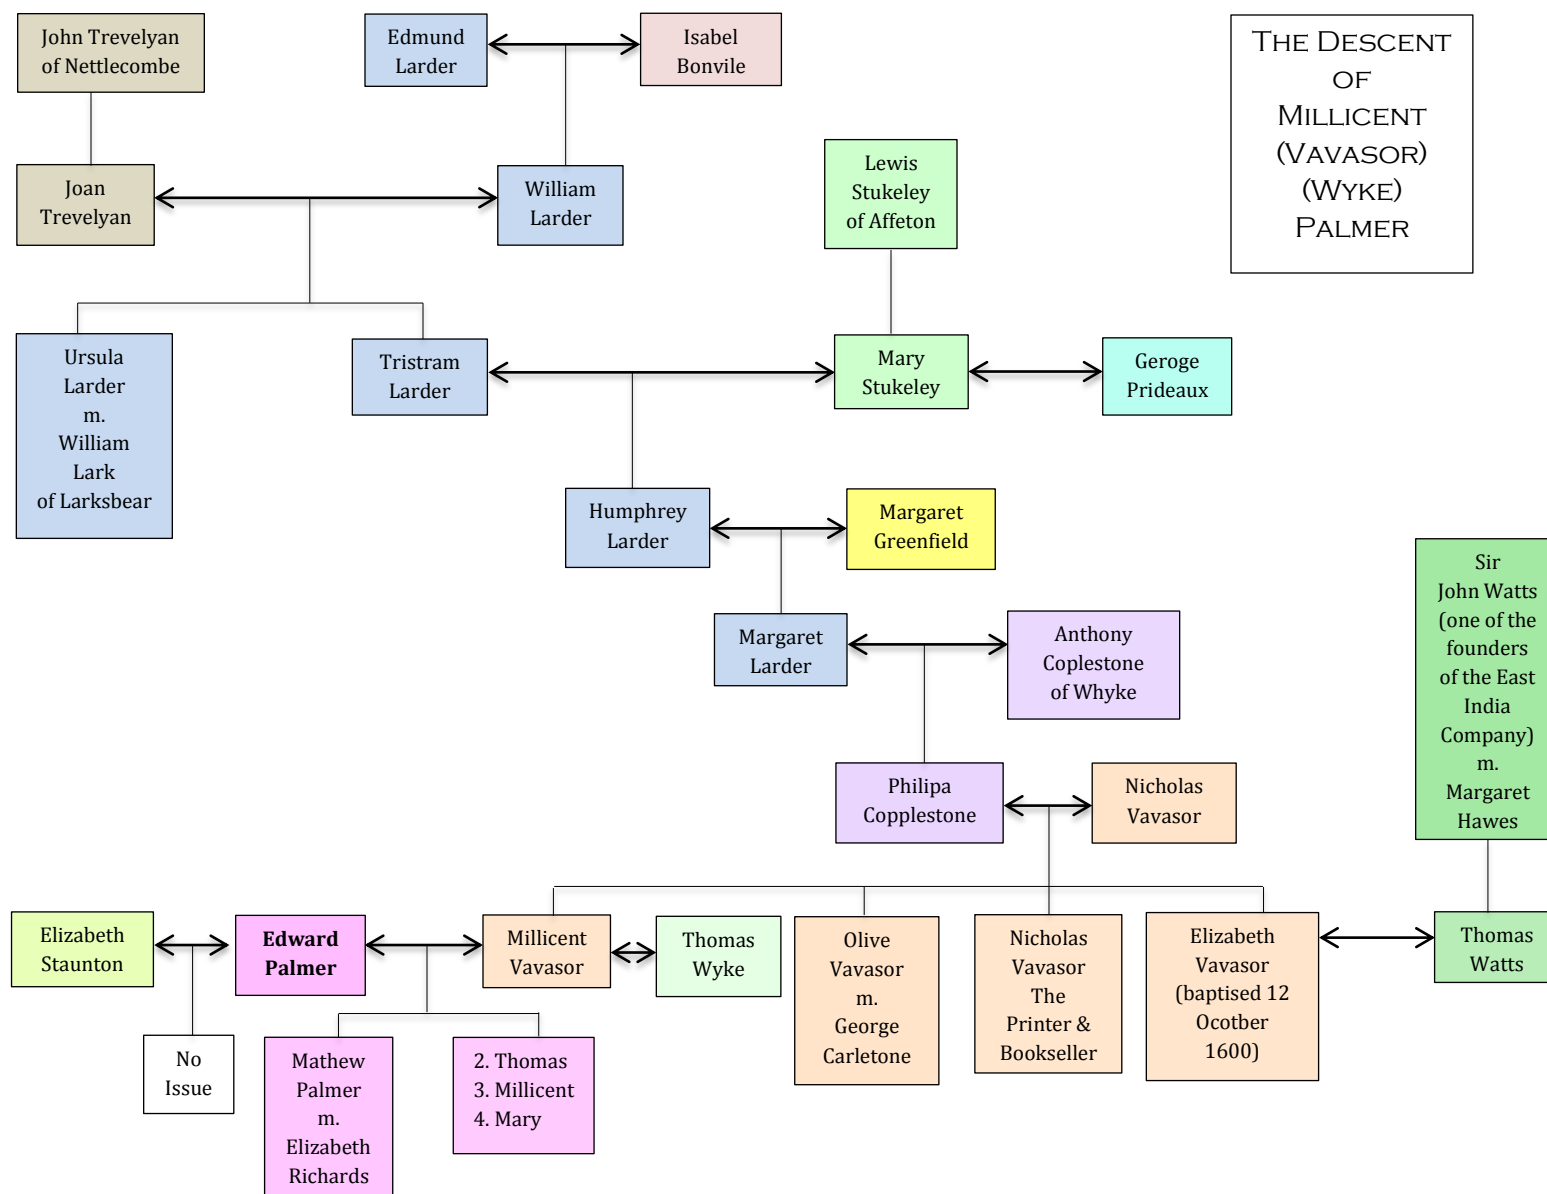 John Trevelyan
of Nettlecombe
Edmund
Larder
Isabel
Bonvile
THE DESCENT
OF
MILLICENT
(VAVASOR)
(WYKE)
PALMER
Joan
Trevelyan
William
Larder
Lewis
Stukeley
of Affeton
Ursula
Larder
m.
William
Lark
of Larksbear
Tristram
Larder
Mary
Stukeley
Geroge
Prideaux
Humphrey
Larder
Margaret
Greenfield
Margaret
Larder
Anthony
Coplestone
of Whyke
Sir
John Watts
(one of the
founders
of the East
India
Company)
m.
Margaret
Hawes
Philipa
Copplestone
Nicholas
Vavasor
Elizabeth
Staunton
Edward
Palmer
Millicent
Vavasor
Thomas
Wyke
Olive
Vavasor
m.
George
Carletone
Nicholas
Vavasor
The
Printer &
Bookseller
Elizabeth
Vavasor
(baptised 12
Ocotber
1600)
Thomas
Watts
No
Issue
Mathew
Palmer
m.
Elizabeth
Richards
2. Thomas
3. Millicent
4. Mary